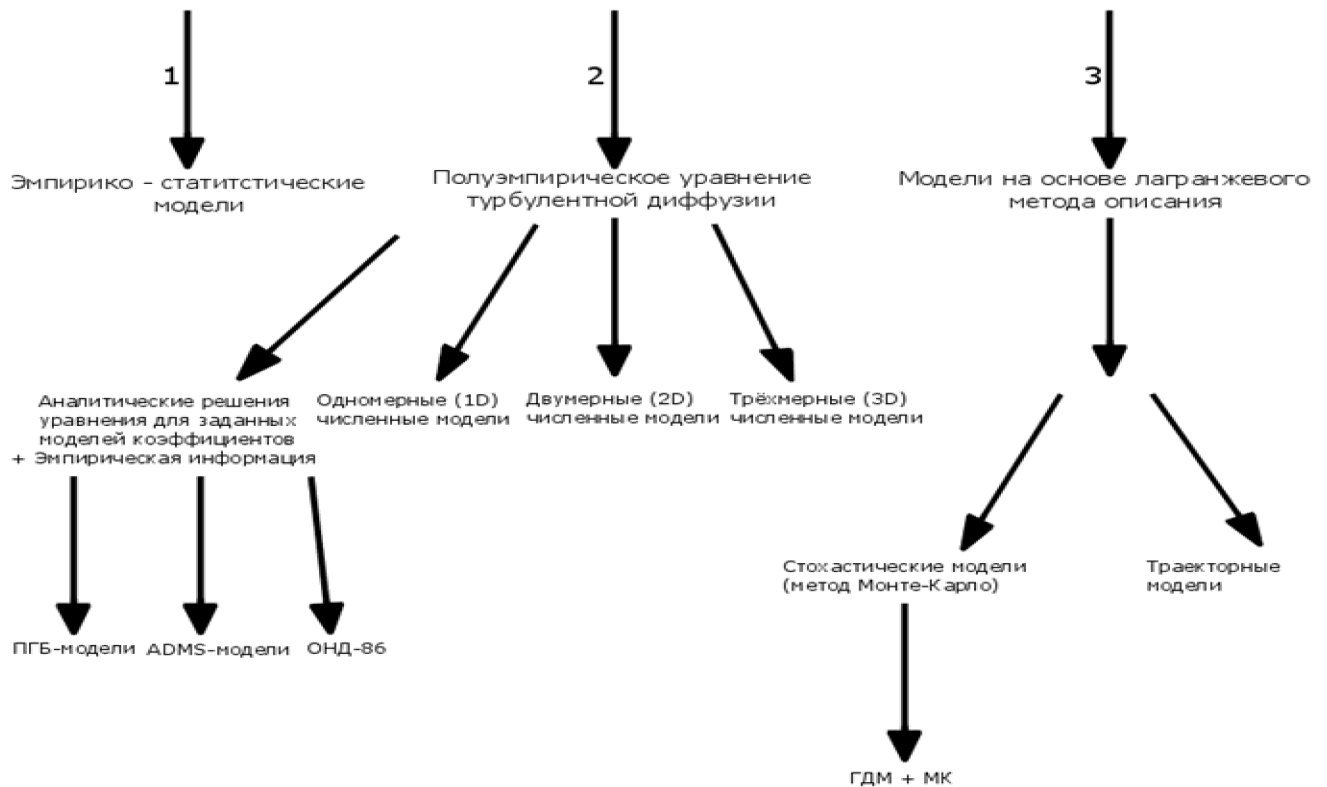 1
2
3
Эмпирико - статитстические
модели
Полуэмпирическое уравнение
турбулентной диффузии
Модели на основе лагранжевого
метода описания
Аналитические решения
уравнения для заданных
моделей коэффициентов
+ Эмпирическая информация
Одномерные (1D)
численные модели
Двумерные (2D)
численные модели
Трёхмерные (3D)
численные модели
Стохастические модели
(метод Монте-Карло)
Траекторные
модели
ПГБ-модели
ADMS-модели
ОНД-86
ГДМ + МК